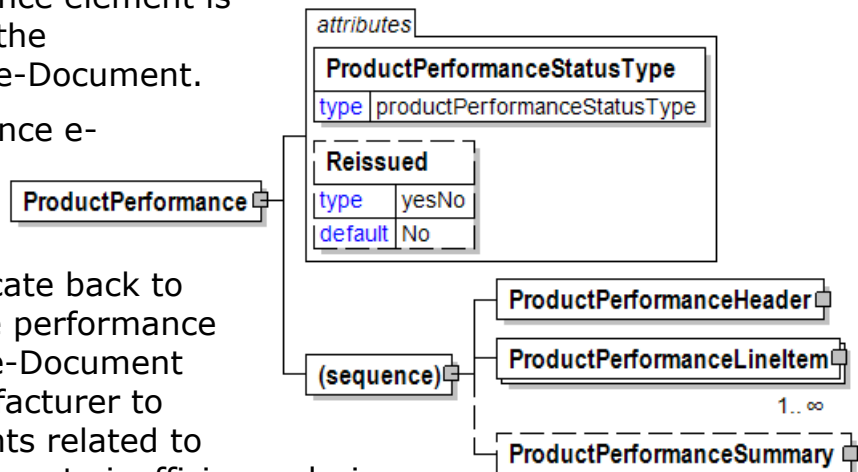 nce element is
the
e-Document.
nce e-
cate back to
e performance
e-Document
facturer to
nts related to
attributes
ProductPerformanceStatusType
type productPerformanceStatusType
Reissued
type yesNo
default No
ProductPerformance
(sequence)
ProductPerformanceHeader
ProductPerformanceLineItem
1.. ∞
ProductPerformanceSummary